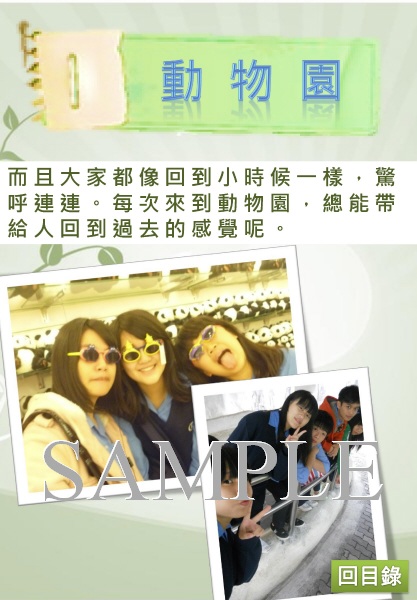 動物園
而且大家都像回到小時候一樣，驚
呼連連。每次來到動物園，總能帶
給人回到過去的感覺呢。
SAMPLE
回目錄